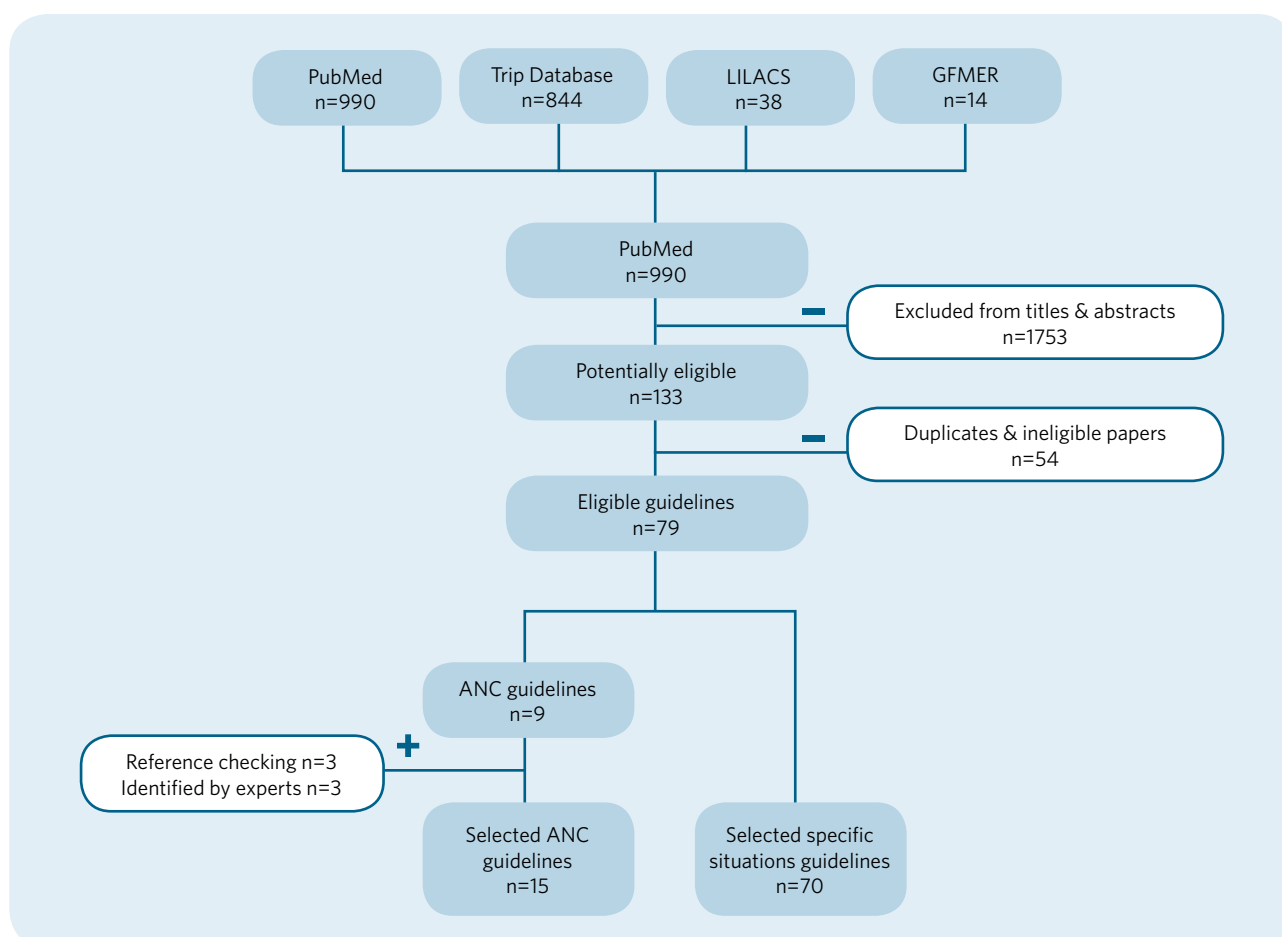 PubMed
n=990
Trip Database
n=844
LILACS
n=38
GFMER
n=14
PubMed
n=990
Excluded from titles & abstracts
n=1753
Potentially eligible
n=133
Duplicates & ineligible papers
n=54
Eligible guidelines
n=79
ANC guidelines
n=9
Reference checking n=3
Identified by experts n=3
Selected ANC
guidelines
n=15
Selected specific
situations guidelines
n=70